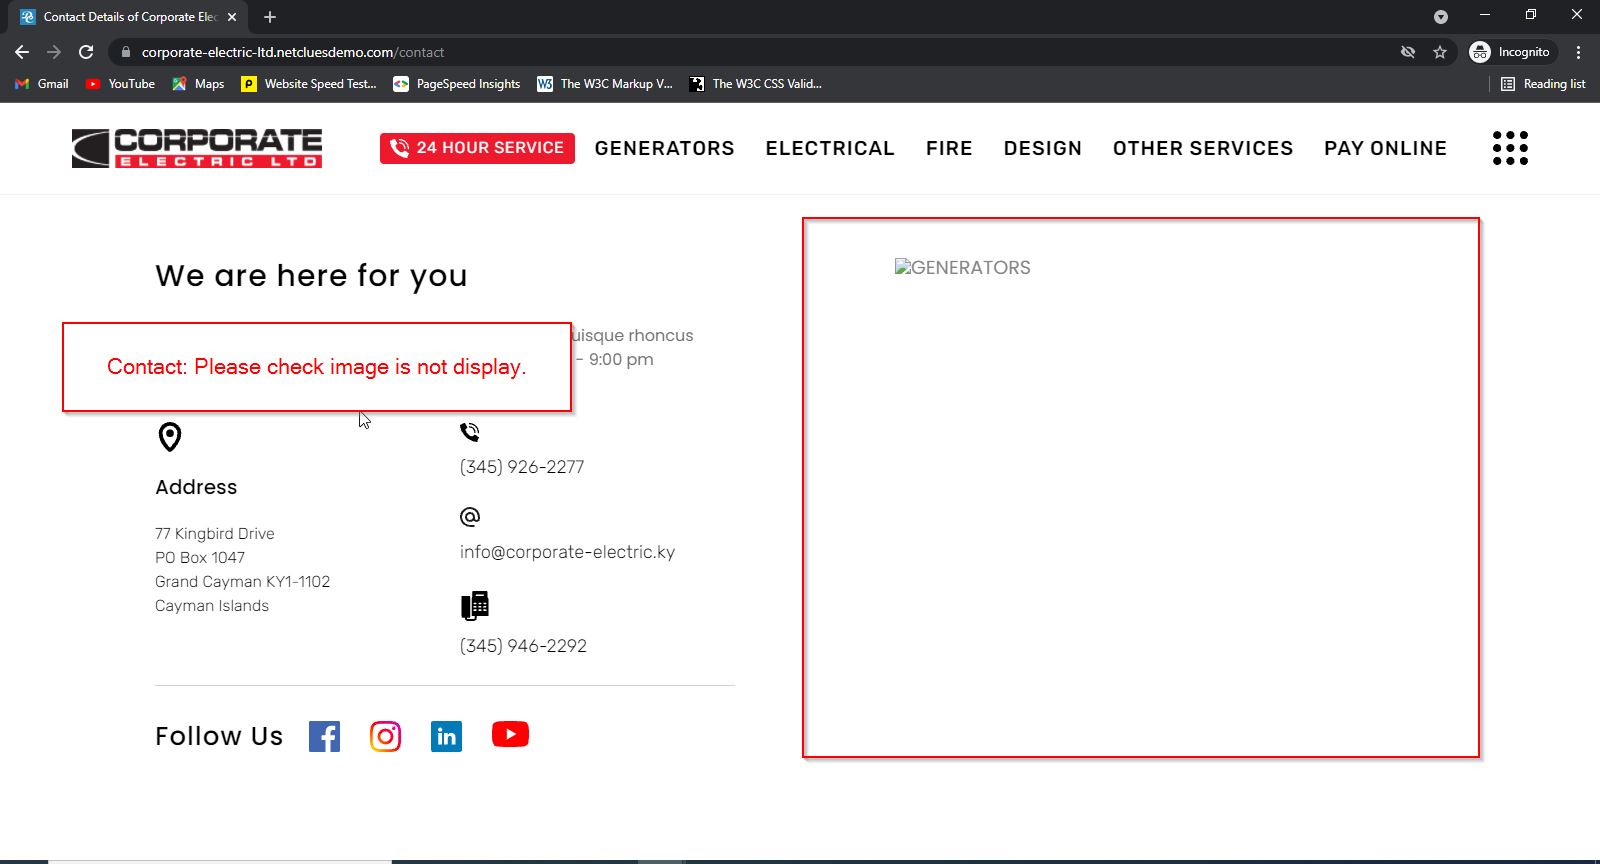 Contact Details of Corporate Elec
corporate-electric-ltd.netcluesdemo.com/contact
Incognito
Gmail
YouTube
Maps
Website Speed Test...
PageSpeed Insights
The W3C Markup V...
The W3C CSS Valid...
Reading list
CORPORATE
ELECTRIC LTD
24 HOUR SERVICE
GENERATORS
ELECTRICAL
FIRE
DESIGN
OTHER SERVICES
PAY ONLINE
We are here for you
uisque rhoncus
- 9:00 pm
Contact: Please check image is not display.
Address
77 Kingbird Drive
PO Box 1047
Grand Cayman KY1-1102
Cayman Islands
(345) 926-2277
info@corporate-electric.ky
(345) 946-2292
Follow Us
GENERATORS